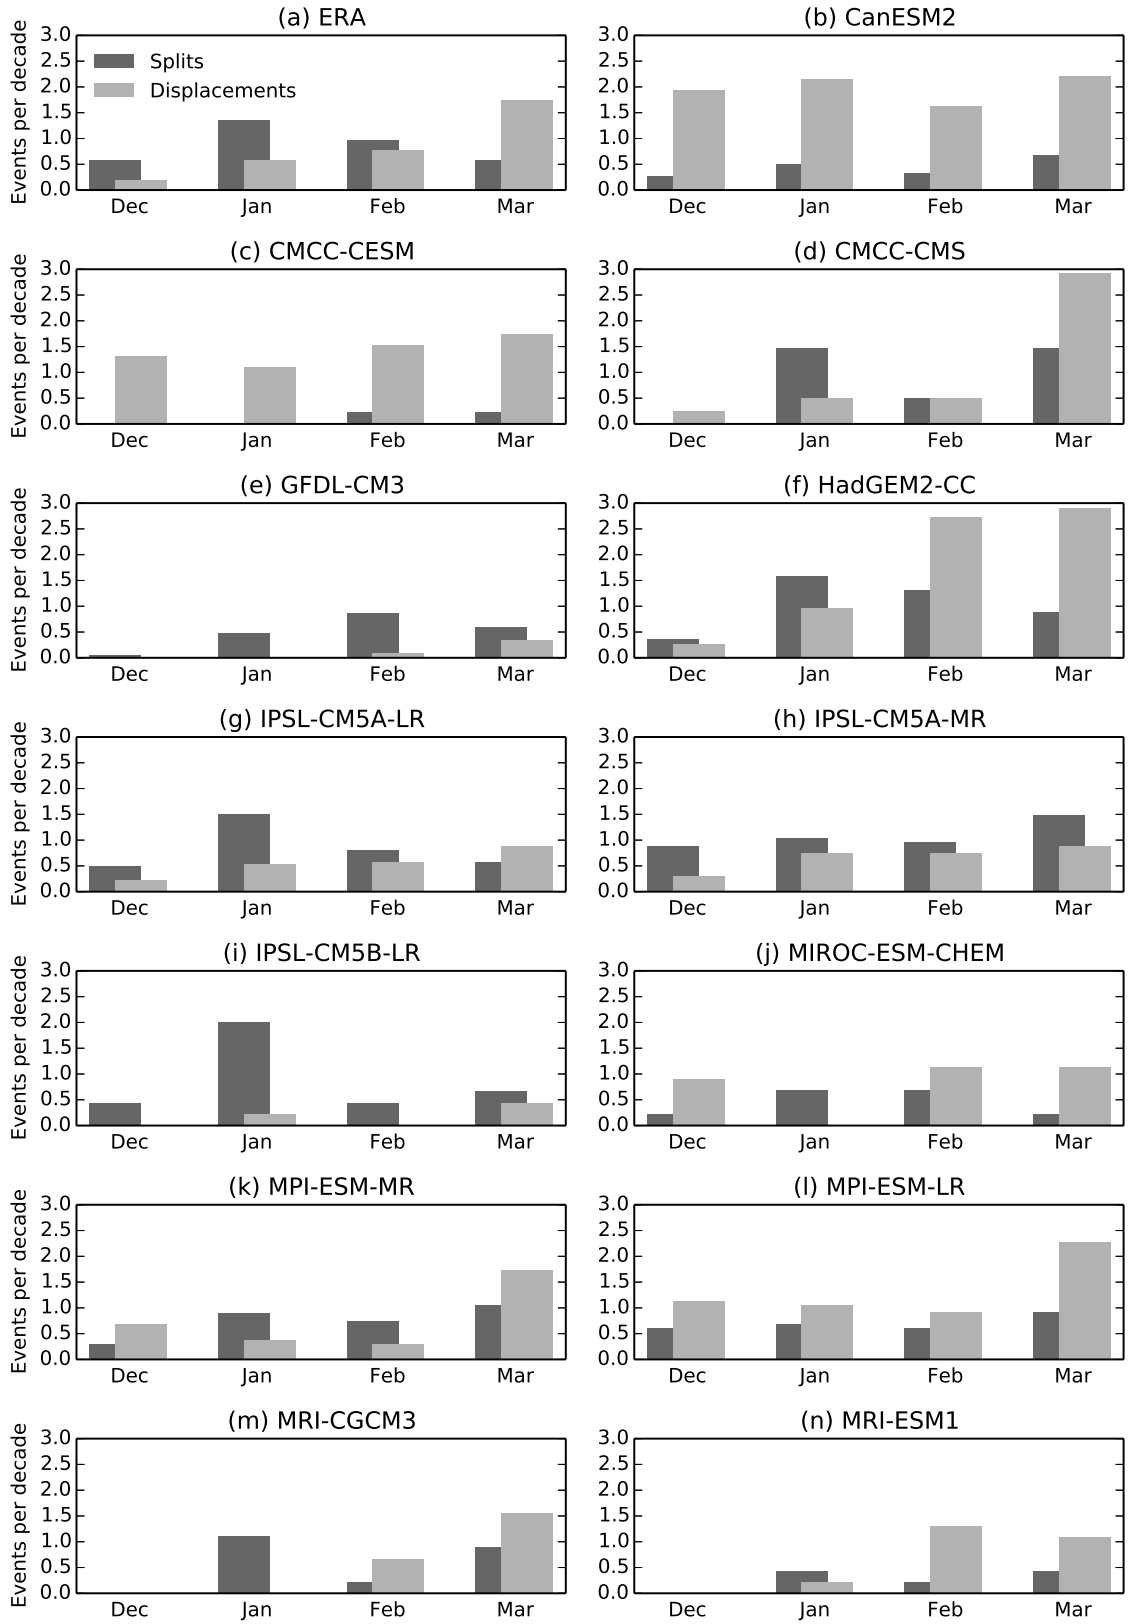 (a) ERA
Events per decade
3.0
2.5
2.0
1.5
1.0
0.5
0.0
Splits
Displacements
Dec Jan Feb Mar
(b) CanESM2
3.0
2.5
2.0
1.5
1.0
0.5
0.0
Dec Jan Feb Mar
(c) CMCC-CESM
Events per decade
3.0
2.5
2.0
1.5
1.0
0.5
0.0
Dec Jan Feb Mar
(d) CMCC-CMS
3.0
2.5
2.0
1.5
1.0
0.5
0.0
Dec Jan Feb Mar
(e) GFDL-CM3
Events per decade
3.0
2.5
2.0
1.5
1.0
0.5
0.0
Dec Jan Feb Mar
(f) HadGEM2-CC
3.0
2.5
2.0
1.5
1.0
0.5
0.0
Dec Jan Feb Mar
(g) IPSL-CM5A-LR
Events per decade
3.0
2.5
2.0
1.5
1.0
0.5
0.0
Dec Jan Feb Mar
(h) IPSL-CM5A-MR
3.0
2.5
2.0
1.5
1.0
0.5
0.0
Dec Jan Feb Mar
(i) IPSL-CM5B-LR
Events per decade
3.0
2.5
2.0
1.5
1.0
0.5
0.0
Dec Jan Feb Mar
(j) MIROC-ESM-CHEM
3.0
2.5
2.0
1.5
1.0
0.5
0.0
Dec Jan Feb Mar
(k) MPI-ESM-MR
Events per decade
3.0
2.5
2.0
1.5
1.0
0.5
0.0
Dec Jan Feb Mar
(l) MPI-ESM-LR
3.0
2.5
2.0
1.5
1.0
0.5
0.0
Dec Jan Feb Mar
(m) MRI-CGCM3
Events per decade
3.0
2.5
2.0
1.5
1.0
0.5
0.0
Dec Jan Feb Mar
(n) MRI-ESM1
3.0
2.5
2.0
1.5
1.0
0.5
0.0
Dec Jan Feb Mar